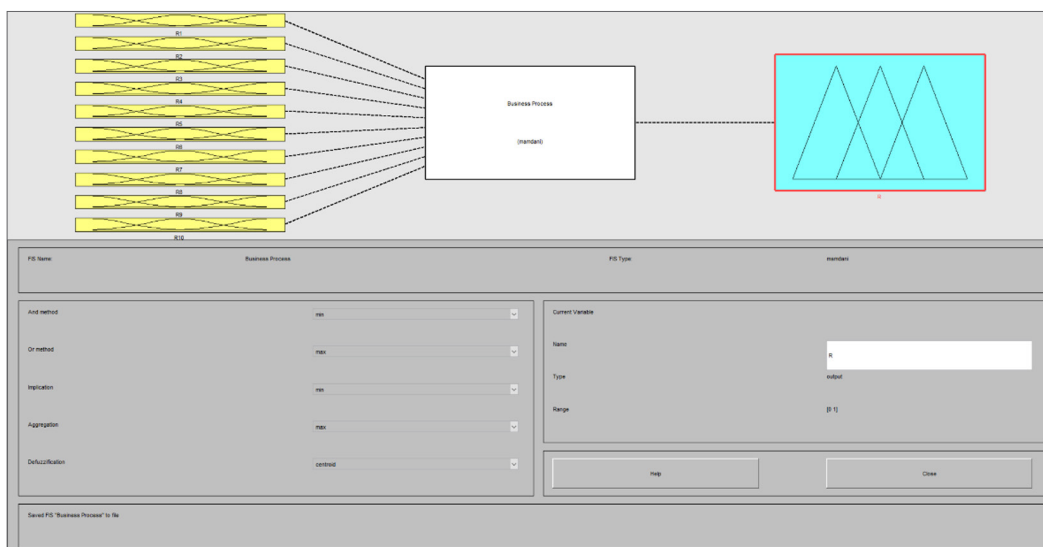 R1
R2
R3
R4
R5
R6
R7
R8
R9
R10
Business Process
(mamdani)
R
FIS Name: Business Process FIS Type: mamdani
And method min
Or method max
Implication min
Aggregation max
Defuzzification centroid
Current Variable
Name R
Type output
Range [0 1]
Help Close
Saved FIS "Business Process" to file